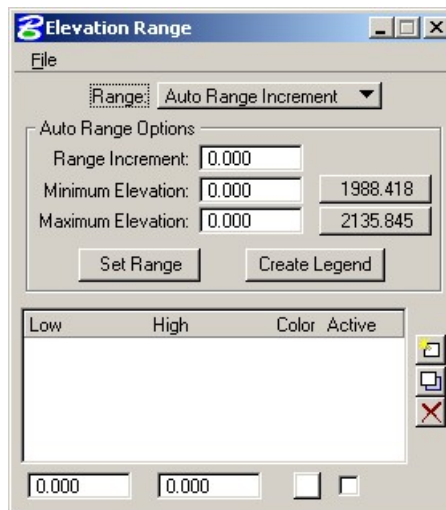 Elevation Range
File
Range: Auto Range Increment
Auto Range Options
Range Increment: 0.000
Minimum Elevation: 0.000 1988.418
Maximum Elevation: 0.000 2135.845
Set Range Create Legend
Low High Color Active
0.000 0.000